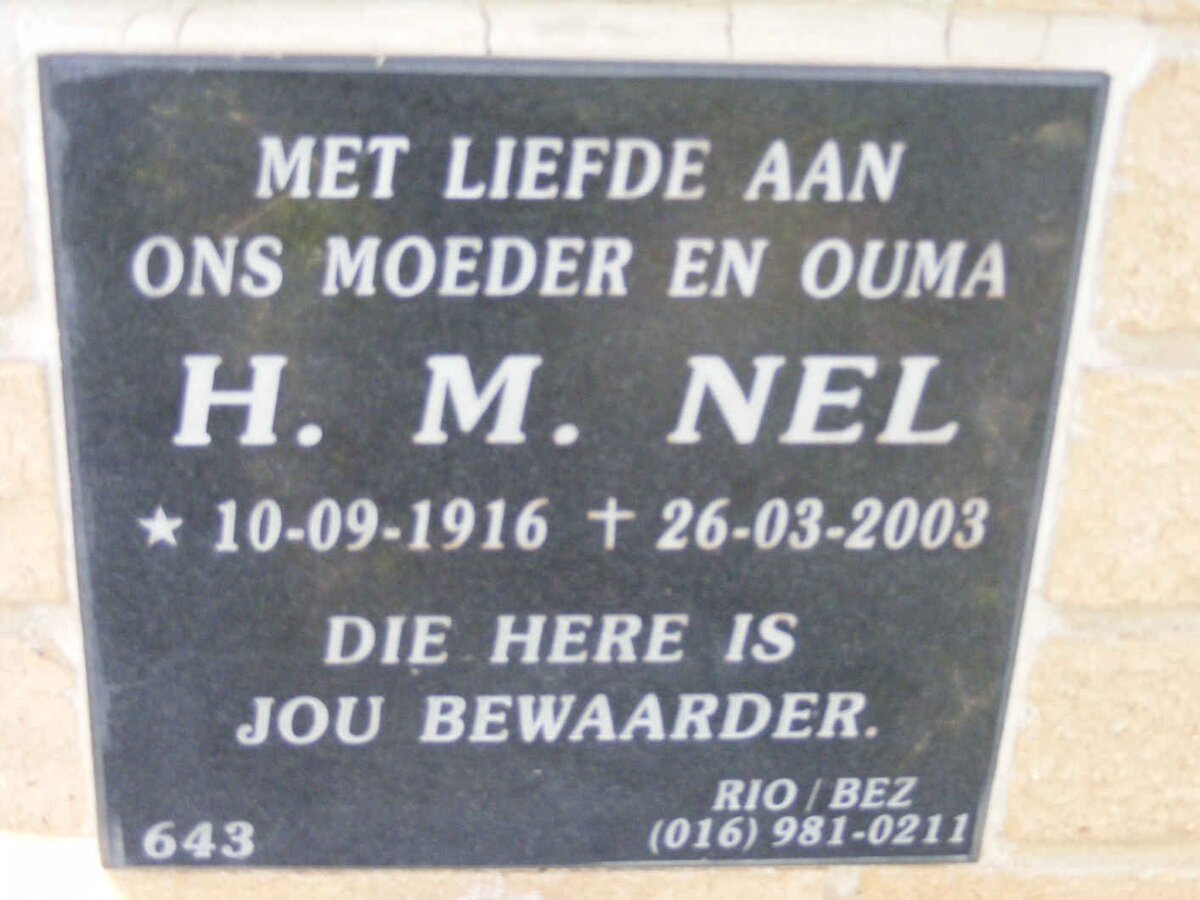 MET LIEFDE AAN
ONS MOEDER EN OUMA
H. M. NEL
★ 10-09-1916 ✝ 26-03-2003
DIE HERE IS
JOU BEWAARDER.
RIO / BEZ
643 (016) 981-0211